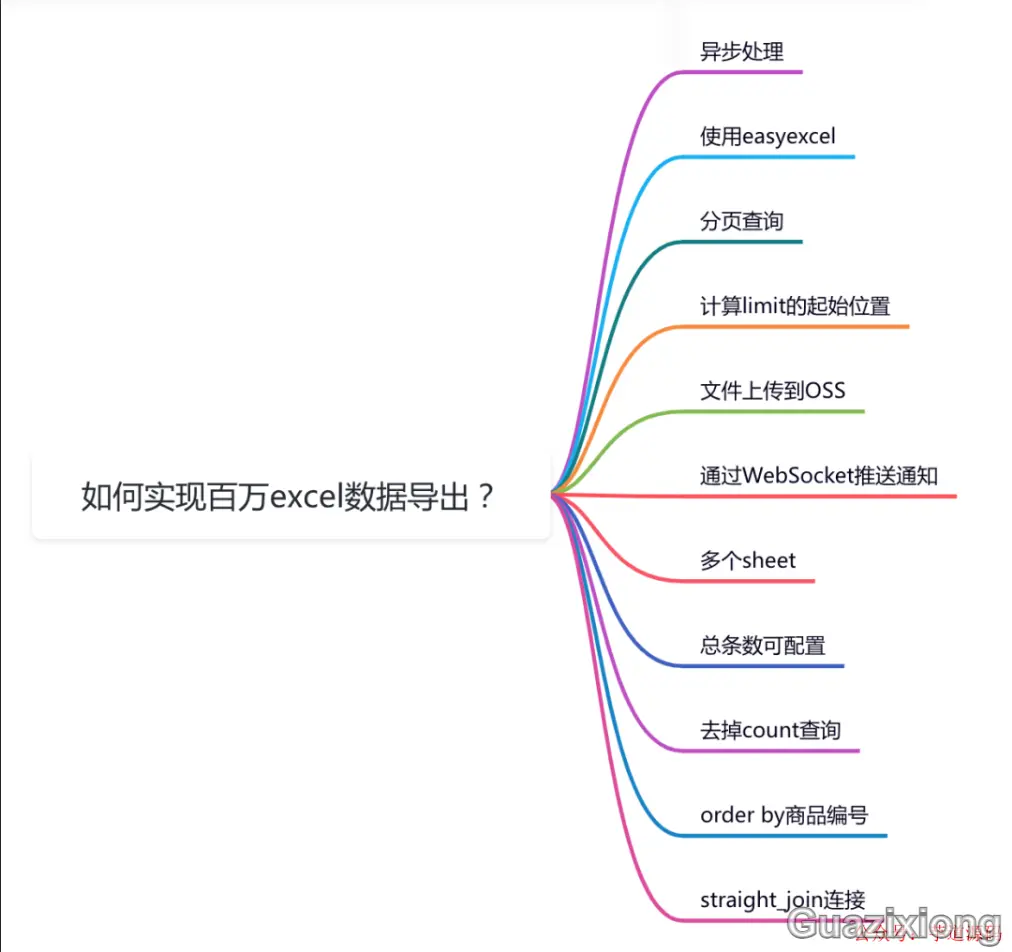 异步处理
使用easyexcel
分页查询
计算limit的起始位置
文件上传到OSS
如何实现百万excel数据导出？
通过WebSocket推送通知
多个sheet
总条数可配置
去掉count查询
order by商品编号
straight_join连接
Guazixiong